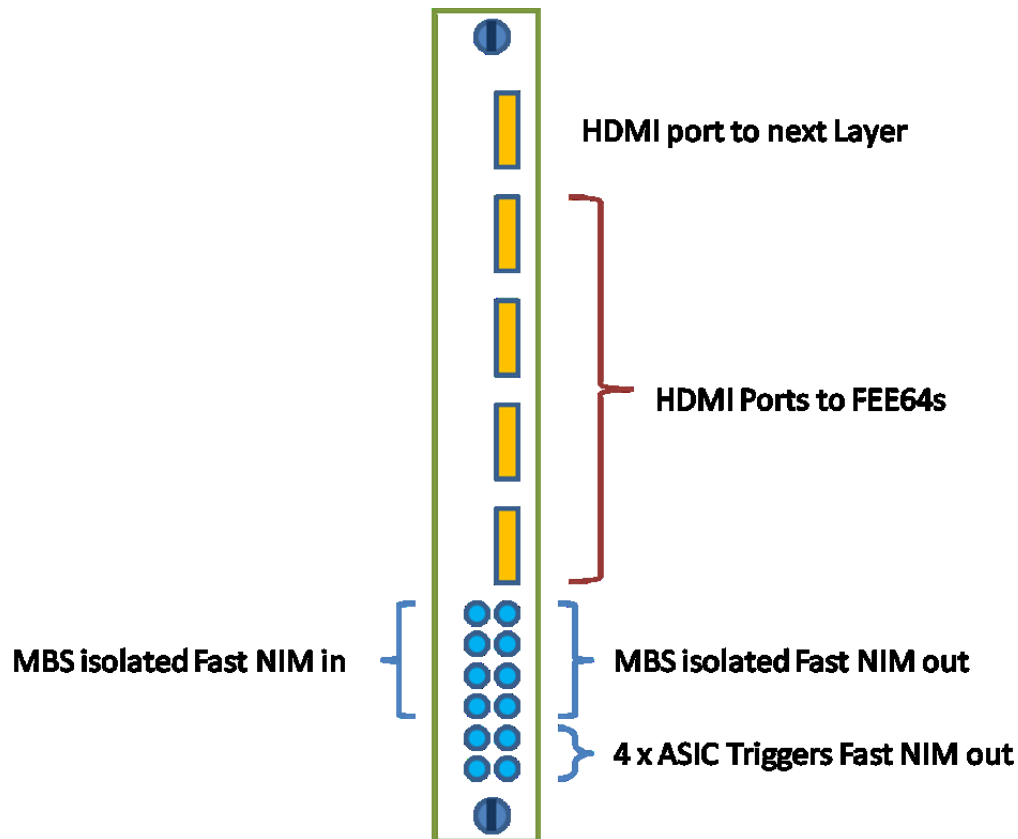 HDMI port to next Layer
HDMI Ports to FEE64s
MBS isolated Fast NIM in
MBS isolated Fast NIM out
4 x ASIC Triggers Fast NIM out